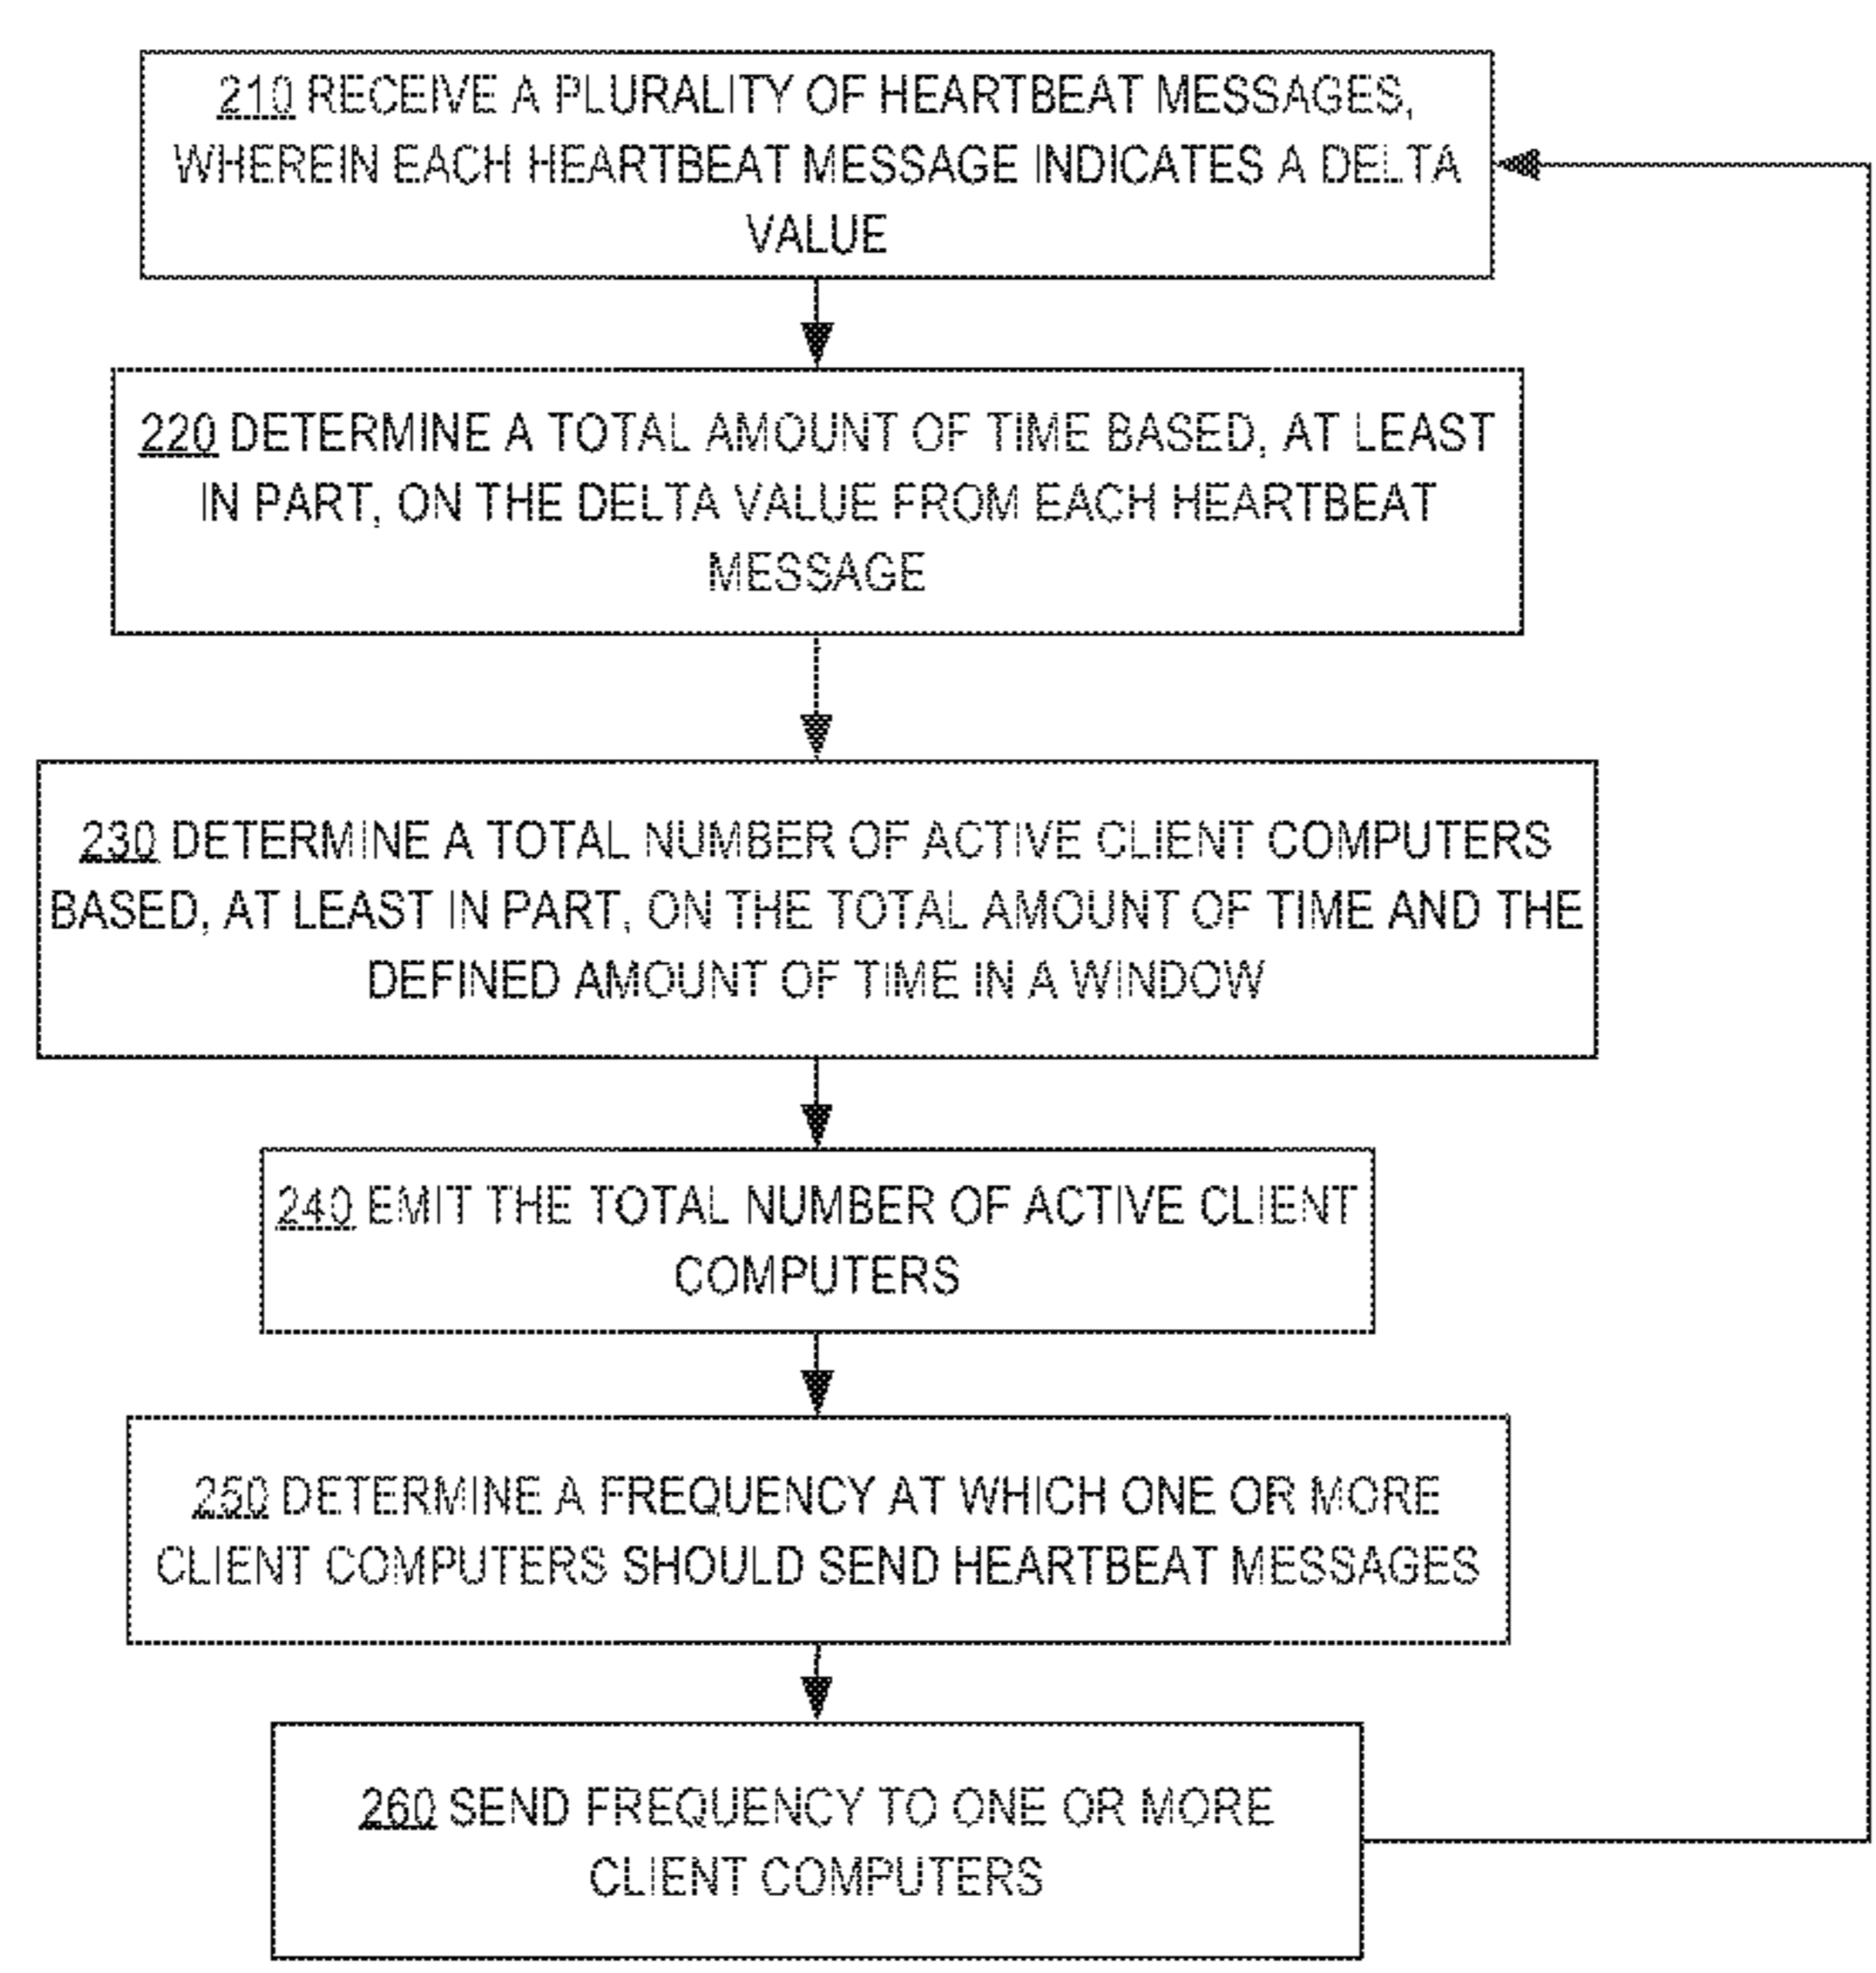 210 RECEIVE A PLURALITY OF HEARTBEAT MESSAGES,
WHEREIN EACH HEARTBEAT MESSAGE INDICATES A DELTA
VALUE
220 DETERMINE A TOTAL AMOUNT OF TIME BASED, AT LEAST
IN PART, ON THE DELTA VALUE FROM EACH HEARTBEAT
MESSAGE
230 DETERMINE A TOTAL NUMBER OF ACTIVE CLIENT COMPUTERS
BASED, AT LEAST IN PART, ON THE TOTAL AMOUNT OF TIME AND THE
DEFINED AMOUNT OF TIME IN A WINDOW
240 EMIT THE TOTAL NUMBER OF ACTIVE CLIENT
COMPUTERS
250 DETERMINE A FREQUENCY AT WHICH ONE OR MORE
CLIENT COMPUTERS SHOULD SEND HEARTBEAT MESSAGES
260 SEND FREQUENCY TO ONE OR MORE
CLIENT COMPUTERS